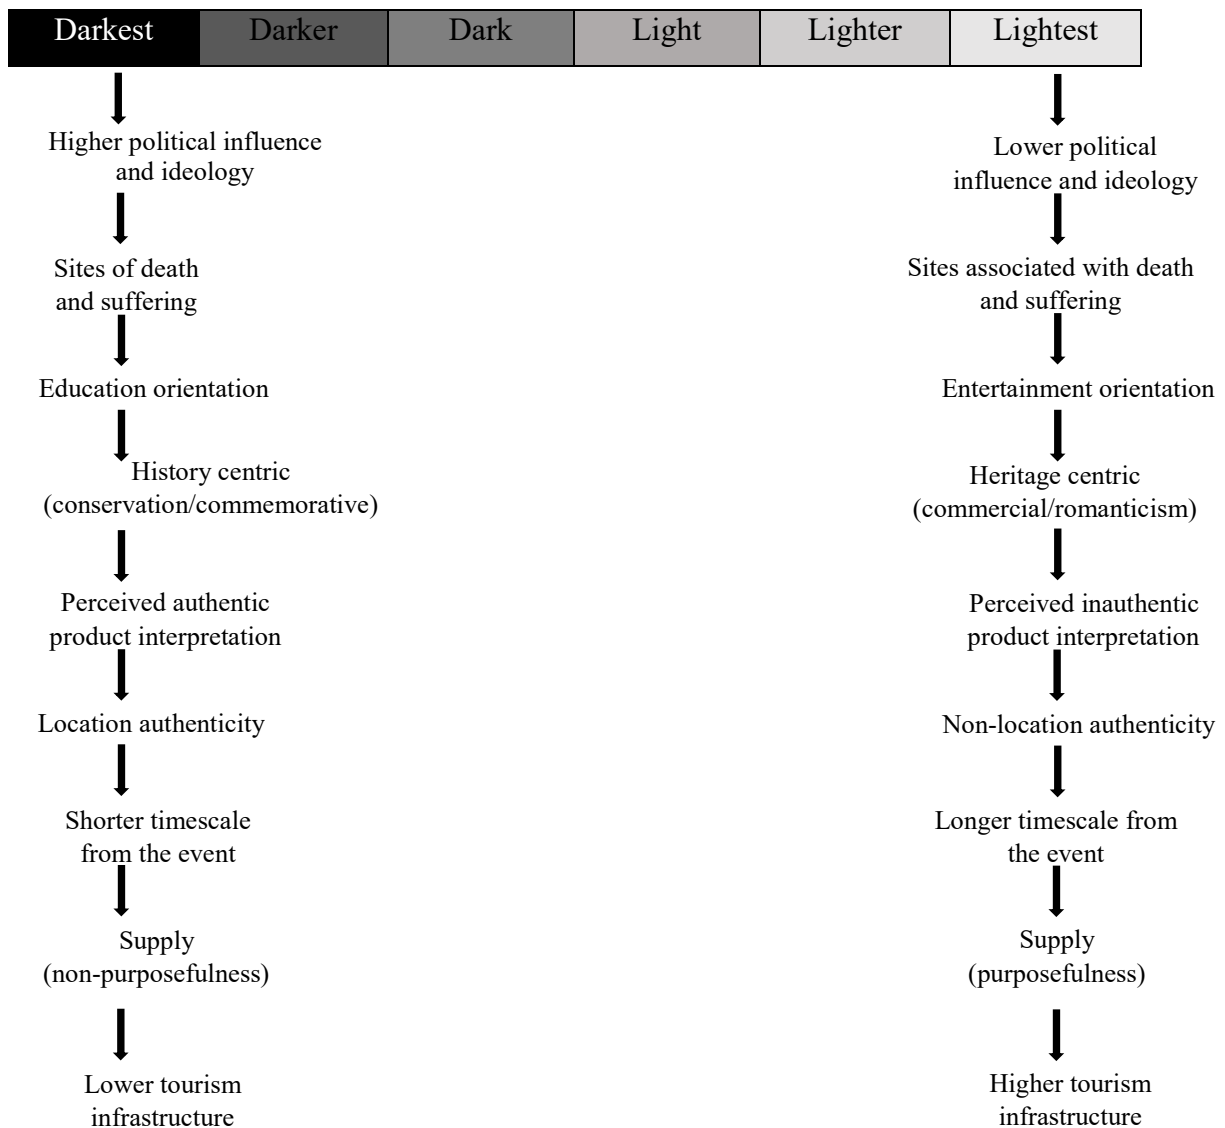 Darkest Darker Dark Light Lighter Lightest
Higher political influence
and ideology
Sites of death
and suffering
Education orientation
History centric
(conservation/commemorative)
Perceived authentic
product interpretation
Location authenticity
Shorter timescale
from the event
Supply
(non-purposefulness)
Lower tourism
infrastructure
Lower political
influence and ideology
Sites associated with death
and suffering
Entertainment orientation
Heritage centric
(commercial/romanticism)
Perceived inauthentic
product interpretation
Non-location authenticity
Longer timescale from
the event
Supply
(purposefulness)
Higher tourism
infrastructure